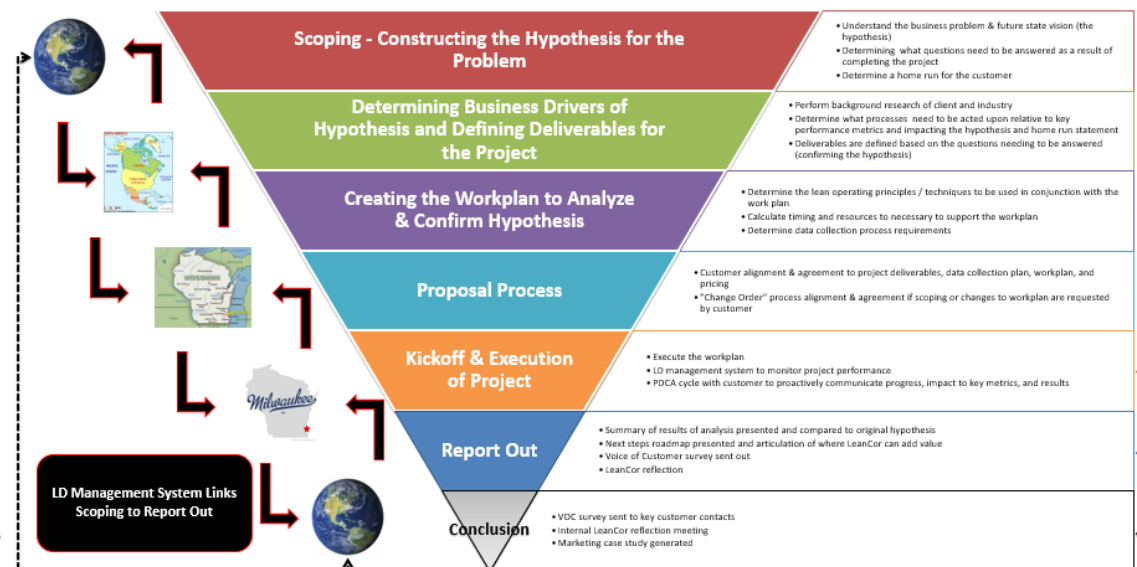 Scoping - Constructing the Hypothesis for the
Problem
• Understand the business problem & future state vision (the
hypothesis)
• Determining what questions need to be answered as a result of
completing the project
• Determine a home run for the customer
Determining Business Drivers of
Hypothesis and Defining Deliverables for
the Project
• Perform background research of client and industry
• Determine what processes need to be acted upon relative to key
performance metrics and impacting the hypothesis and home run statement
• Deliverables are defined based on the questions needing to be answered
(confirming the hypothesis)
Creating the Workplan to Analyze
& Confirm Hypothesis
• Determine the lean operating principles / techniques to be used in conjunction with the
work plan
• Calculate timing and resources to necessary to support the workplan
• Determine data collection process requirements
WISCONSIN
Proposal Process
• Customer alignment & agreement to project deliverables, data collection plan, workplan, and
pricing
• "Change Order" process alignment & agreement if scoping or changes to workplan are requested
by customer
Kickoff & Execution
of Project
• Execute the workplan
• LD management system to monitor project performance
• PDCA cycle with customer to proactively communicate progress, impact to key metrics, and results
Milwaukee
Report Out
• Summary of results of analysis presented and compared to original hypothesis
• Next steps roadmap presented and articulation of where LeanCor can add value
• Voice of Customer survey sent out
• LeanCor reflection
LD Management System Links
Scoping to Report Out
Conclusion
• VOC survey sent to key customer contacts
• Internal LeanCor reflection meeting
• Marketing case study generated